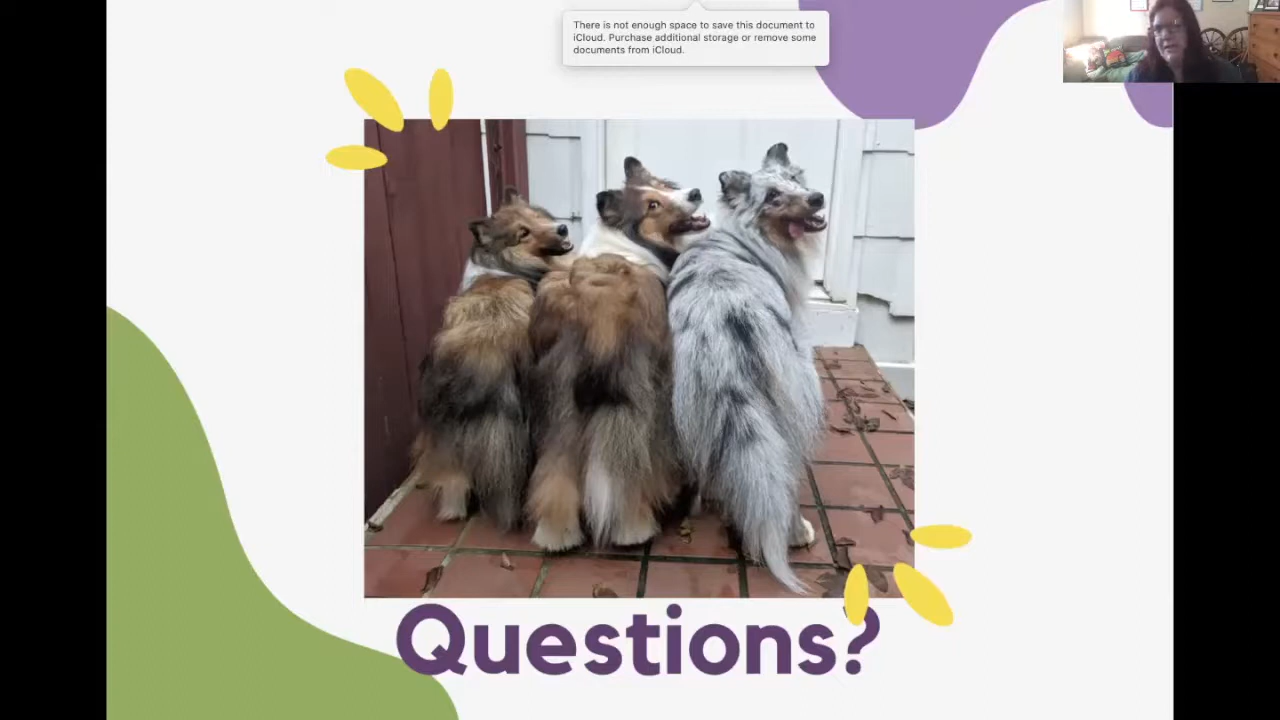 There is not enough space to save this document to
iCloud. Purchase additional storage or remove some
documents from iCloud.
Questions?